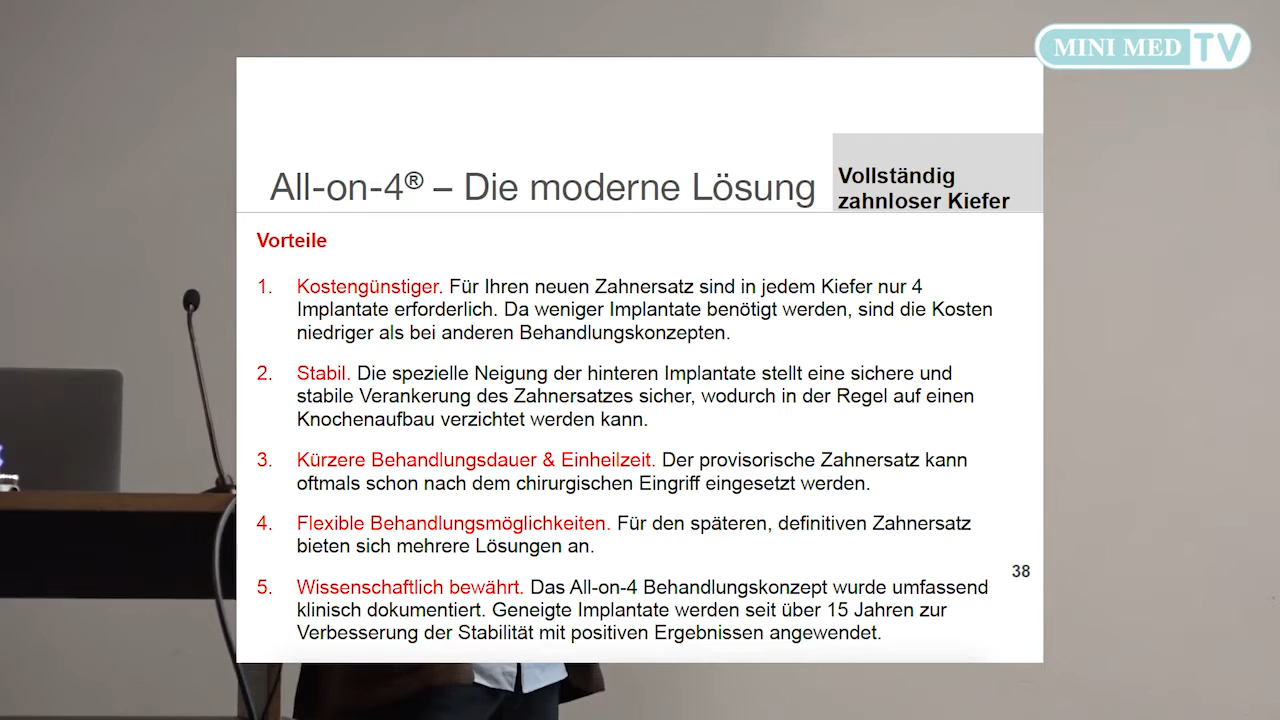 MINI MED TV
All-on-4® – Die moderne Lösung
Vollständig
zahnloser Kiefer
Vorteile
1. Kostengünstiger. Für Ihren neuen Zahnersatz sind in jedem Kiefer nur 4
Implantate erforderlich. Da weniger Implantate benötigt werden, sind die Kosten
niedriger als bei anderen Behandlungskonzepten.
2. Stabil. Die spezielle Neigung der hinteren Implantate stellt eine sichere und
stabile Verankerung des Zahnersatzes sicher, wodurch in der Regel auf einen
Knochenaufbau verzichtet werden kann.
3. Kürzere Behandlungsdauer & Einheilzeit. Der provisorische Zahnersatz kann
oftmals schon nach dem chirurgischen Eingriff eingesetzt werden.
4. Flexible Behandlungsmöglichkeiten. Für den späteren, definitiven Zahnersatz
bieten sich mehrere Lösungen an.
38
5. Wissenschaftlich bewährt. Das All-on-4 Behandlungskonzept wurde umfassend
klinisch dokumentiert. Geneigte Implantate werden seit über 15 Jahren zur
Verbesserung der Stabilität mit positiven Ergebnissen angewendet.